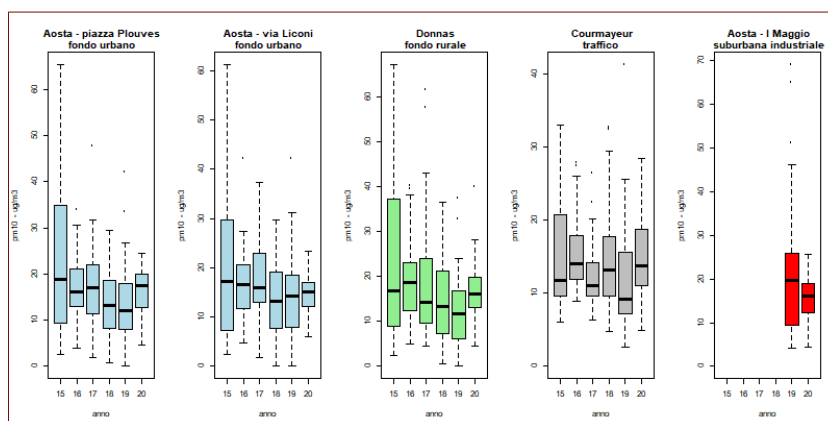 Aosta - piazza Plouves
fondo urbano
Aosta - via Liconi
fondo urbano
Donnas
fondo rurale
Courmayeur
traffico
Aosta - I Maggio
suburbana industriale
pm10 - ug/m3
0
10
20
30
40
50
60
15 16 17 18 19 20
anno
pm10 - ug/m3
0
10
20
30
40
50
60
15 16 17 18 19 20
anno
pm10 - ug/m3
0
10
20
30
40
50
60
15 16 17 18 19 20
anno
pm10 - ug/m3
0
10
20
30
40
15 16 17 18 19 20
anno
pm10 - ug/m3
0
10
20
30
40
50
60
70
15 16 17 18 19 20
anno